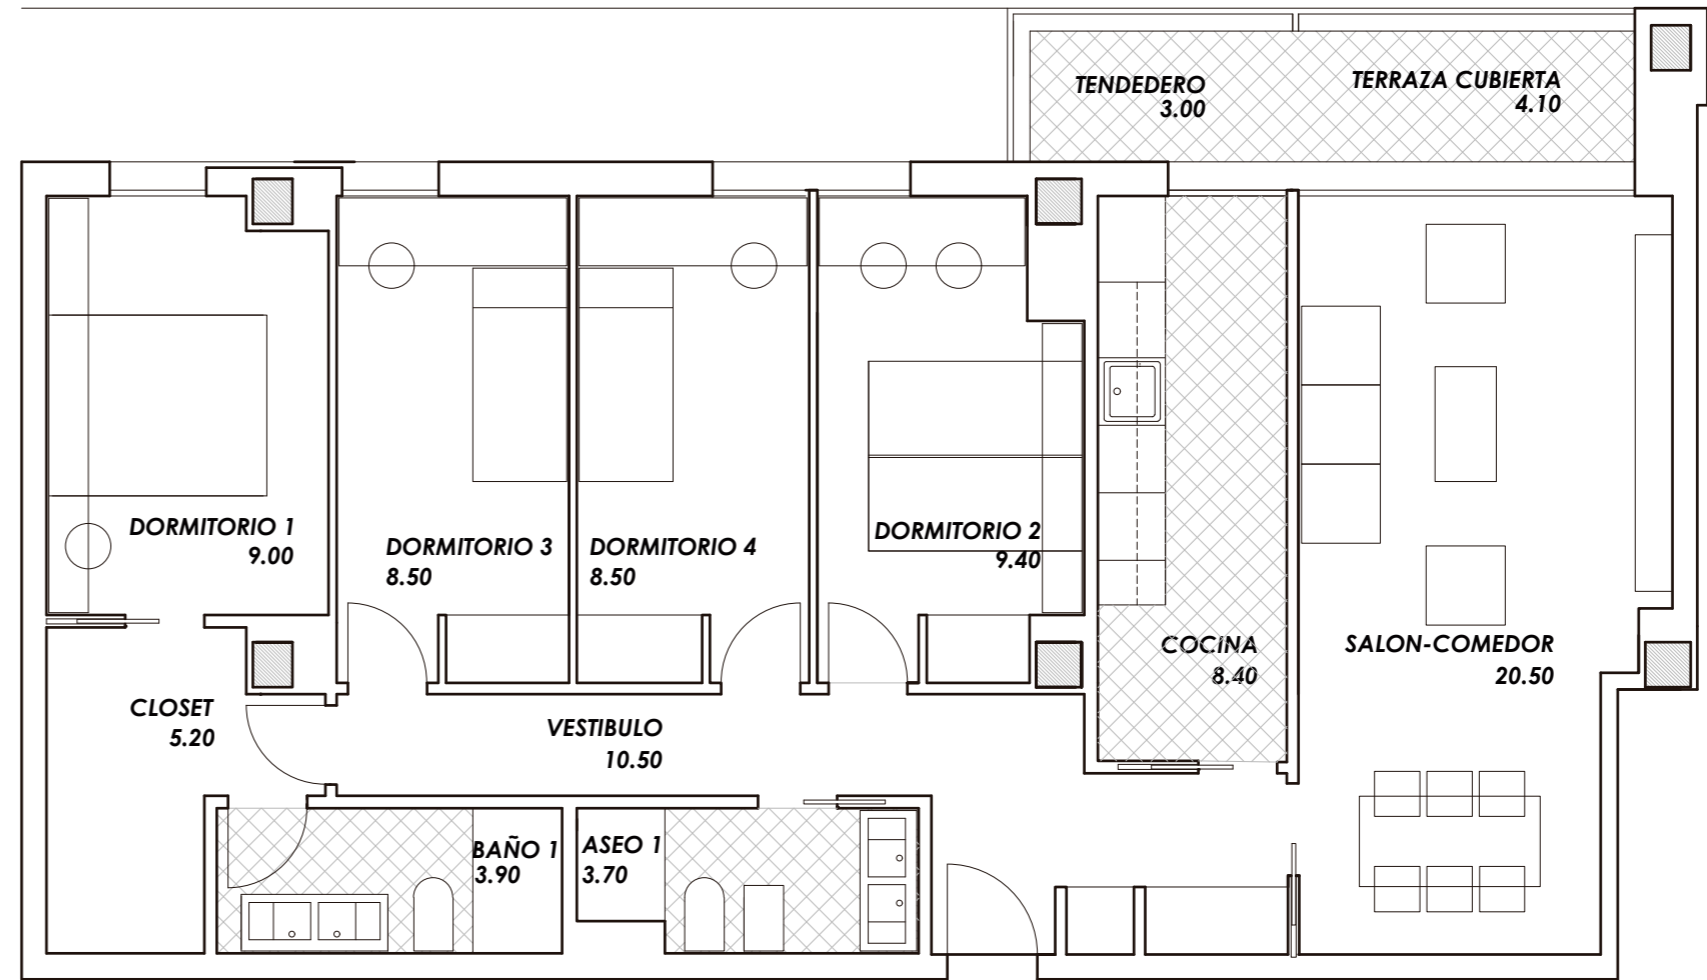 TENDEDERO
3.00
TERRAZA CUBIERTA
4.10
DORMITORIO 1
9.00
DORMITORIO 3
8.50
DORMITORIO 4
8.50
DORMITORIO 2
9.40
COCINA
8.40
SALON-COMEDOR
20.50
CLOSET
5.20
VESTIBULO
10.50
BAÑO 1
3.90
ASEO 1
3.70